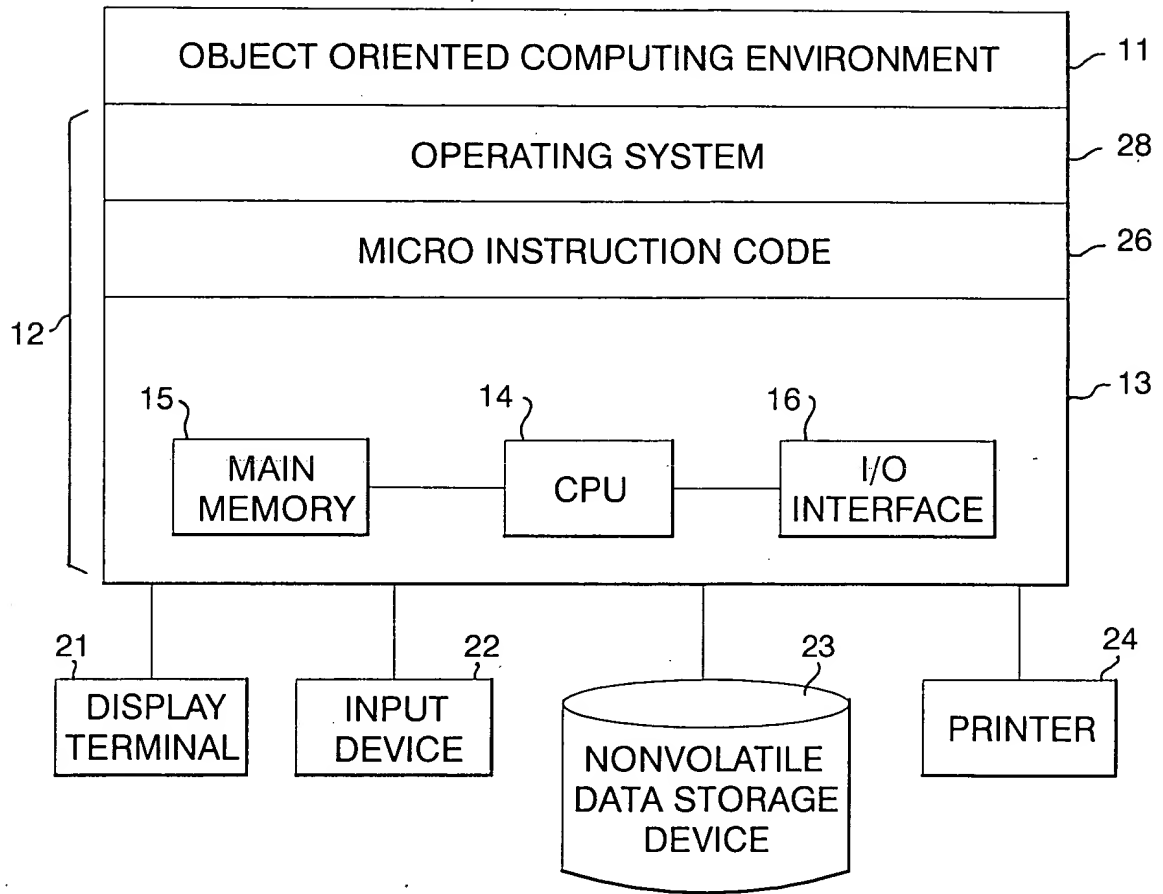 OBJECT ORIENTED COMPUTING ENVIRONMENT
11
OPERATING SYSTEM
28
MICRO INSTRUCTION CODE
26
12
13
15
14
16
MAIN
MEMORY
CPU
I/O
INTERFACE
21
22
23
24
DISPLAY
TERMINAL
INPUT
DEVICE
NONVOLATILE
DATA STORAGE
DEVICE
PRINTER